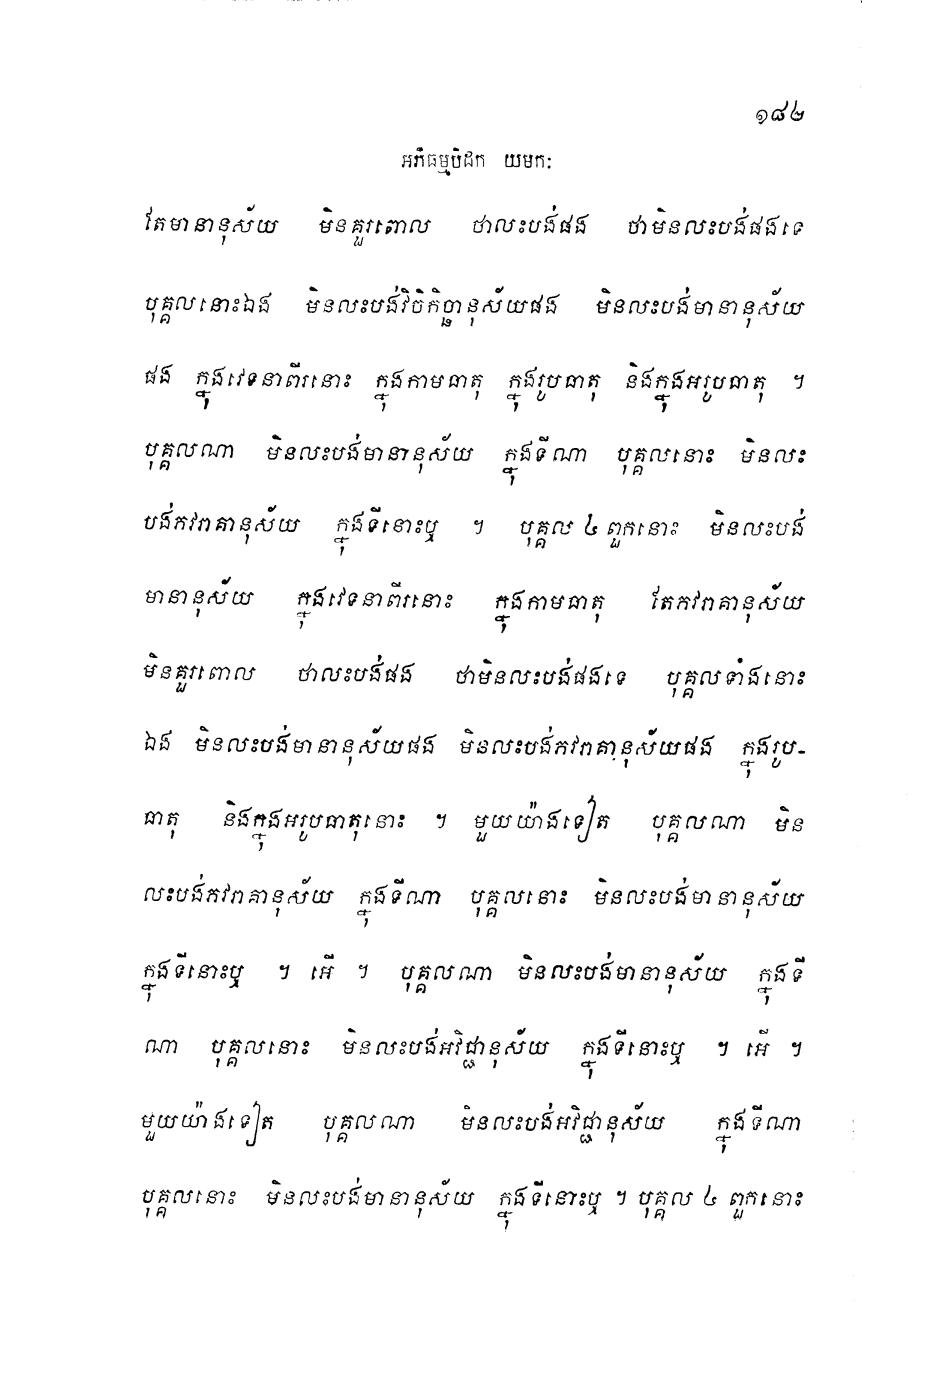 ១៨២
អភិធម្មបិដក យមកៈ
តែមានានុស័យ មិនគួរពោល ថាលះបង់ផង ថាមិនលះបង់ផងទេ
បុគ្គលនោះឯង មិនលះបង់វិចិកិច្ឆានុស័យផង មិនលះបង់មានានុស័យ
ផង ក្នុងវេទនាពីរនោះ ក្នុងកាមធាតុ ក្នុងរូបធាតុ និងក្នុងអរូបធាតុ ។
បុគ្គលណា មិនលះបង់មានានុស័យ ក្នុងទីណា បុគ្គលនោះ មិនលះ
បង់ភវរាគានុស័យ ក្នុងទីនោះឬ ។ បុគ្គល ៤ ពួកនោះ មិនលះបង់
មានានុស័យ ក្នុងវេទនាពីរនោះ ក្នុងកាមធាតុ តែភវរាគានុស័យ
មិនគួរពោល ថាលះបង់ផង ថាមិនលះបង់ផងទេ បុគ្គលទាំងនោះ
ឯង មិនលះបង់មានានុស័យផង មិនលះបង់ភវរាគានុស័យផង ក្នុងរូប-
ធាតុ និងក្នុងអរូបធាតុនោះ ។ មួយយ៉ាងទៀត បុគ្គលណា មិន
លះបង់ភវរាគានុស័យ ក្នុងទីណា បុគ្គលនោះ មិនលះបង់មានានុស័យ
ក្នុងទីនោះឬ ។ អើ ។ បុគ្គលណា មិនលះបង់មានានុស័យ ក្នុងទី
ណា បុគ្គលនោះ មិនលះបង់អវិជ្ជានុស័យ ក្នុងទីនោះឬ ។ អើ ។
មួយយ៉ាងទៀត បុគ្គលណា មិនលះបង់អវិជ្ជានុស័យ ក្នុងទីណា
បុគ្គលនោះ មិនលះបង់មានានុស័យ ក្នុងទីនោះឬ ។ បុគ្គល ៤ ពួកនោះ